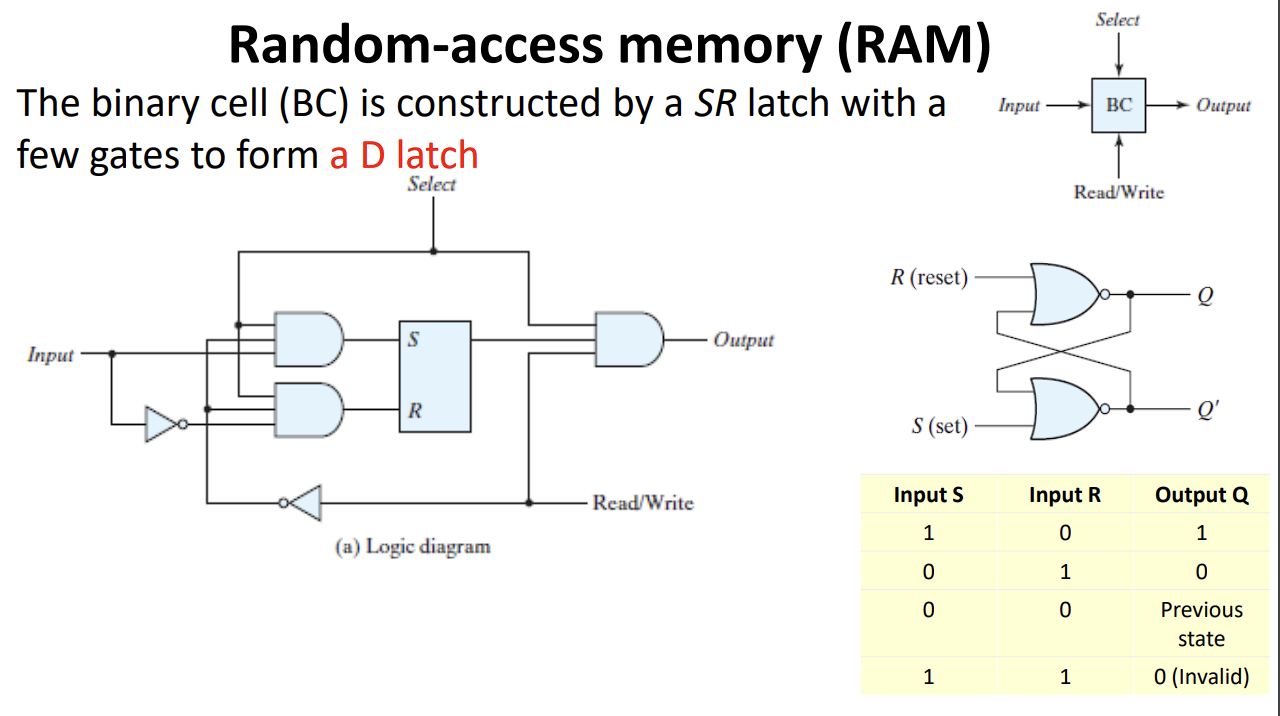 Random-access memory (RAM)
The binary cell (BC) is constructed by a SR latch with a
few gates to form a D latch
Select
Input
BC
Output
Read/Write
Select
Input
S
R
Output
Read/Write
(a) Logic diagram
R (reset)
Q
S (set)
Q'
Input S Input R Output Q
1 0 1
0 1 0
0 0 Previous
state
1 1 0 (Invalid)